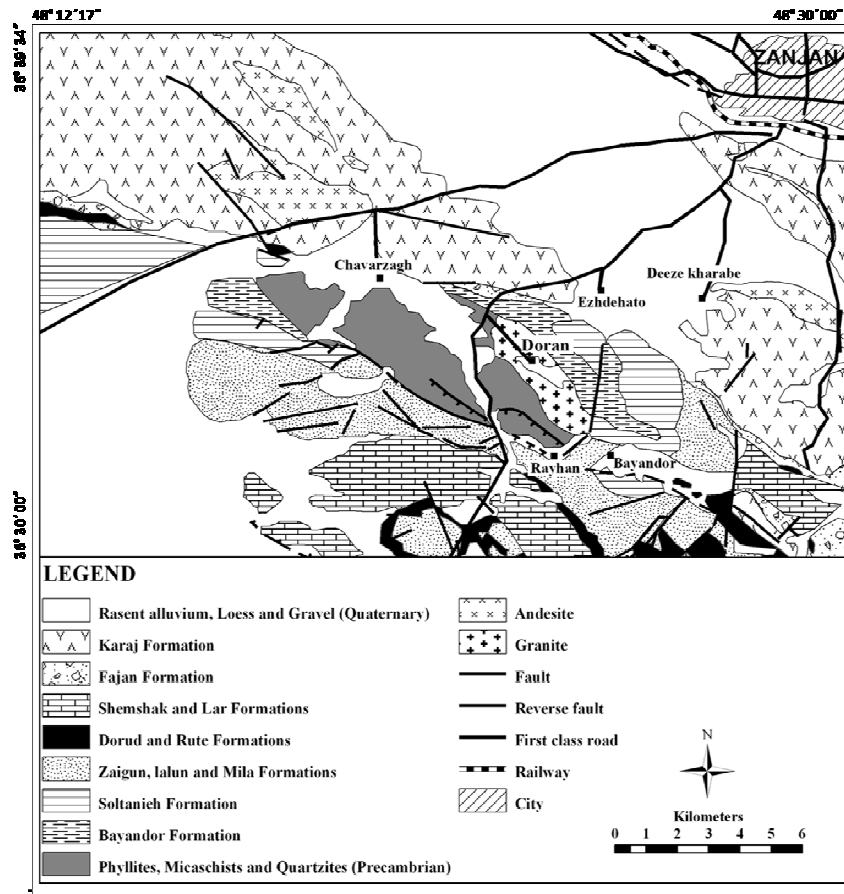 48° 12′ 17″
48° 30′ 00″
36° 39′ 34″
36° 30′ 00″
ZANJAN
Chavarzagh
Deeze kharabe
Ezhdehato
Doran
Rayhan
Bayandor
LEGEND
Rasent alluvium, Loess and Gravel (Quaternary)
Karaj Formation
Fajan Formation
Shemshak and Lar Formations
Dorud and Rute Formations
Zaigun, lalun and Mila Formations
Soltanieh Formation
Bayandor Formation
Phyllites, Micaschists and Quartzites (Precambrian)
Andesite
Granite
Fault
Reverse fault
First class road
Railway
City
N
Kilometers
0 1 2 3 4 5 6